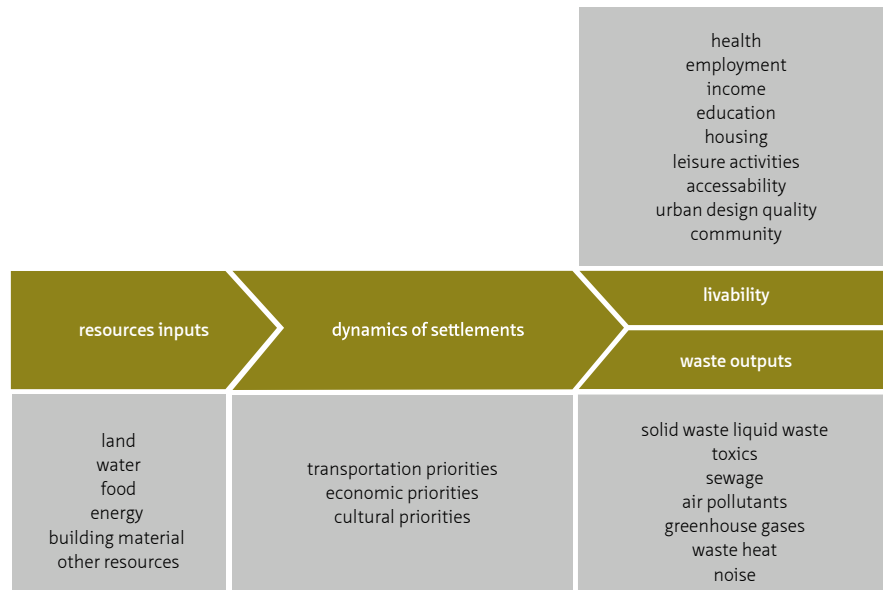 health
employment
income
education
housing
leisure activities
accessability
urban design quality
community
resources inputs
dynamics of settlements
livability
waste outputs
land
water
food
energy
building material
other resources
transportation priorities
economic priorities
cultural priorities
solid waste liquid waste
toxics
sewage
air pollutants
greenhouse gases
waste heat
noise